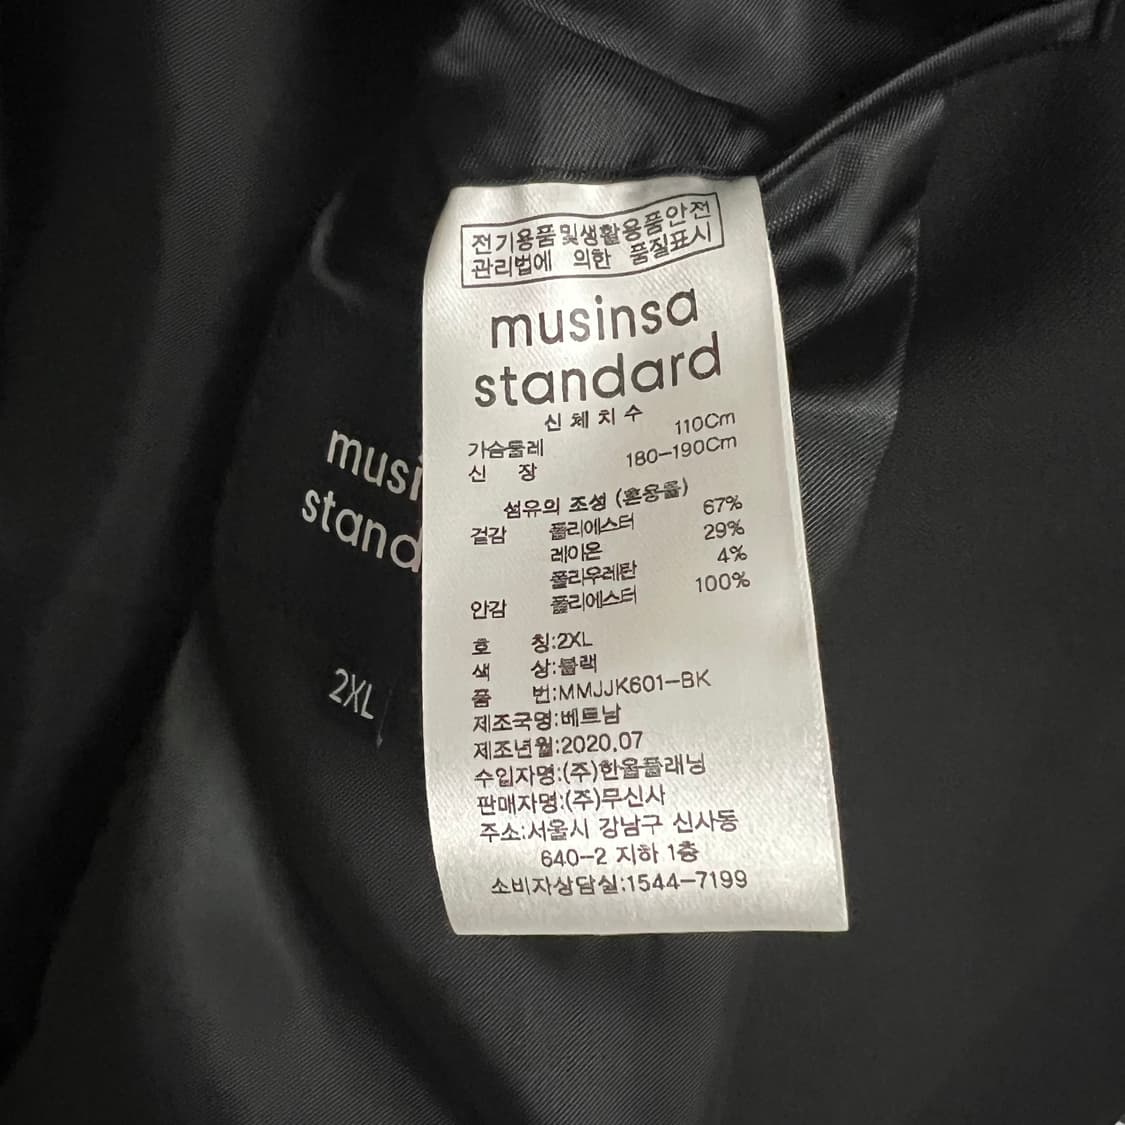 전기용품및생활용품안전
관리법에 의한 품질표시
musinsa
standard
신체치수
가슴둘레 110Cm
신 장 180-190Cm
섬유의 조성 (혼용률)
겉감 폴리에스터 67%
레이온 29%
폴리우레탄 4%
안감 폴리에스터 100%
호 칭:2XL
색 상:블랙
품 번:MMJJK601-BK
제조국명:베트남
제조년월:2020.07
수입자명:(주)한올플래닝
판매자명:(주)무신사
주소:서울시 강남구 신사동
640-2 지하 1층
소비자상담실:1544-7199
musi
stand
2XL